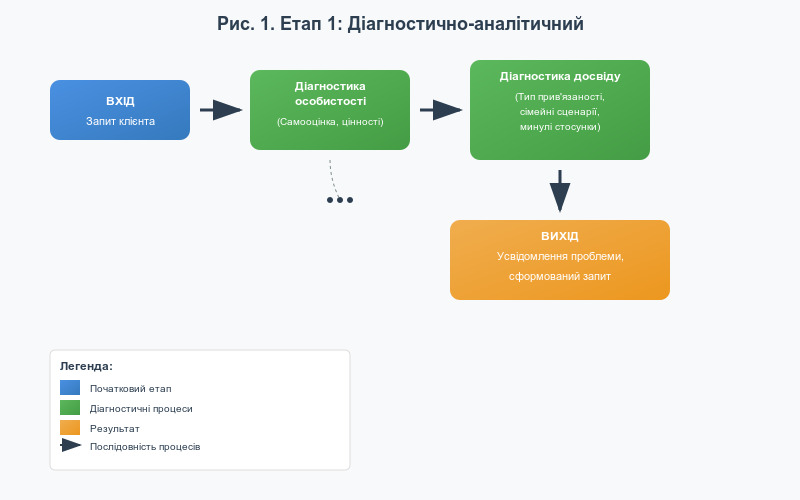 Рис. 1. Етап 1: Діагностично-аналітичний
ВХІД
Запит клієнта
Діагностика
особистості
(Самооцінка, цінності)
Діагностика досвіду
(Тип прив'язаності,
сімейні сценарії,
минулі стосунки)
ВИХІД
Усвідомлення проблеми,
сформований запит
Легенда:
Початковий етап
Діагностичні процеси
Результат
Послідовність процесів